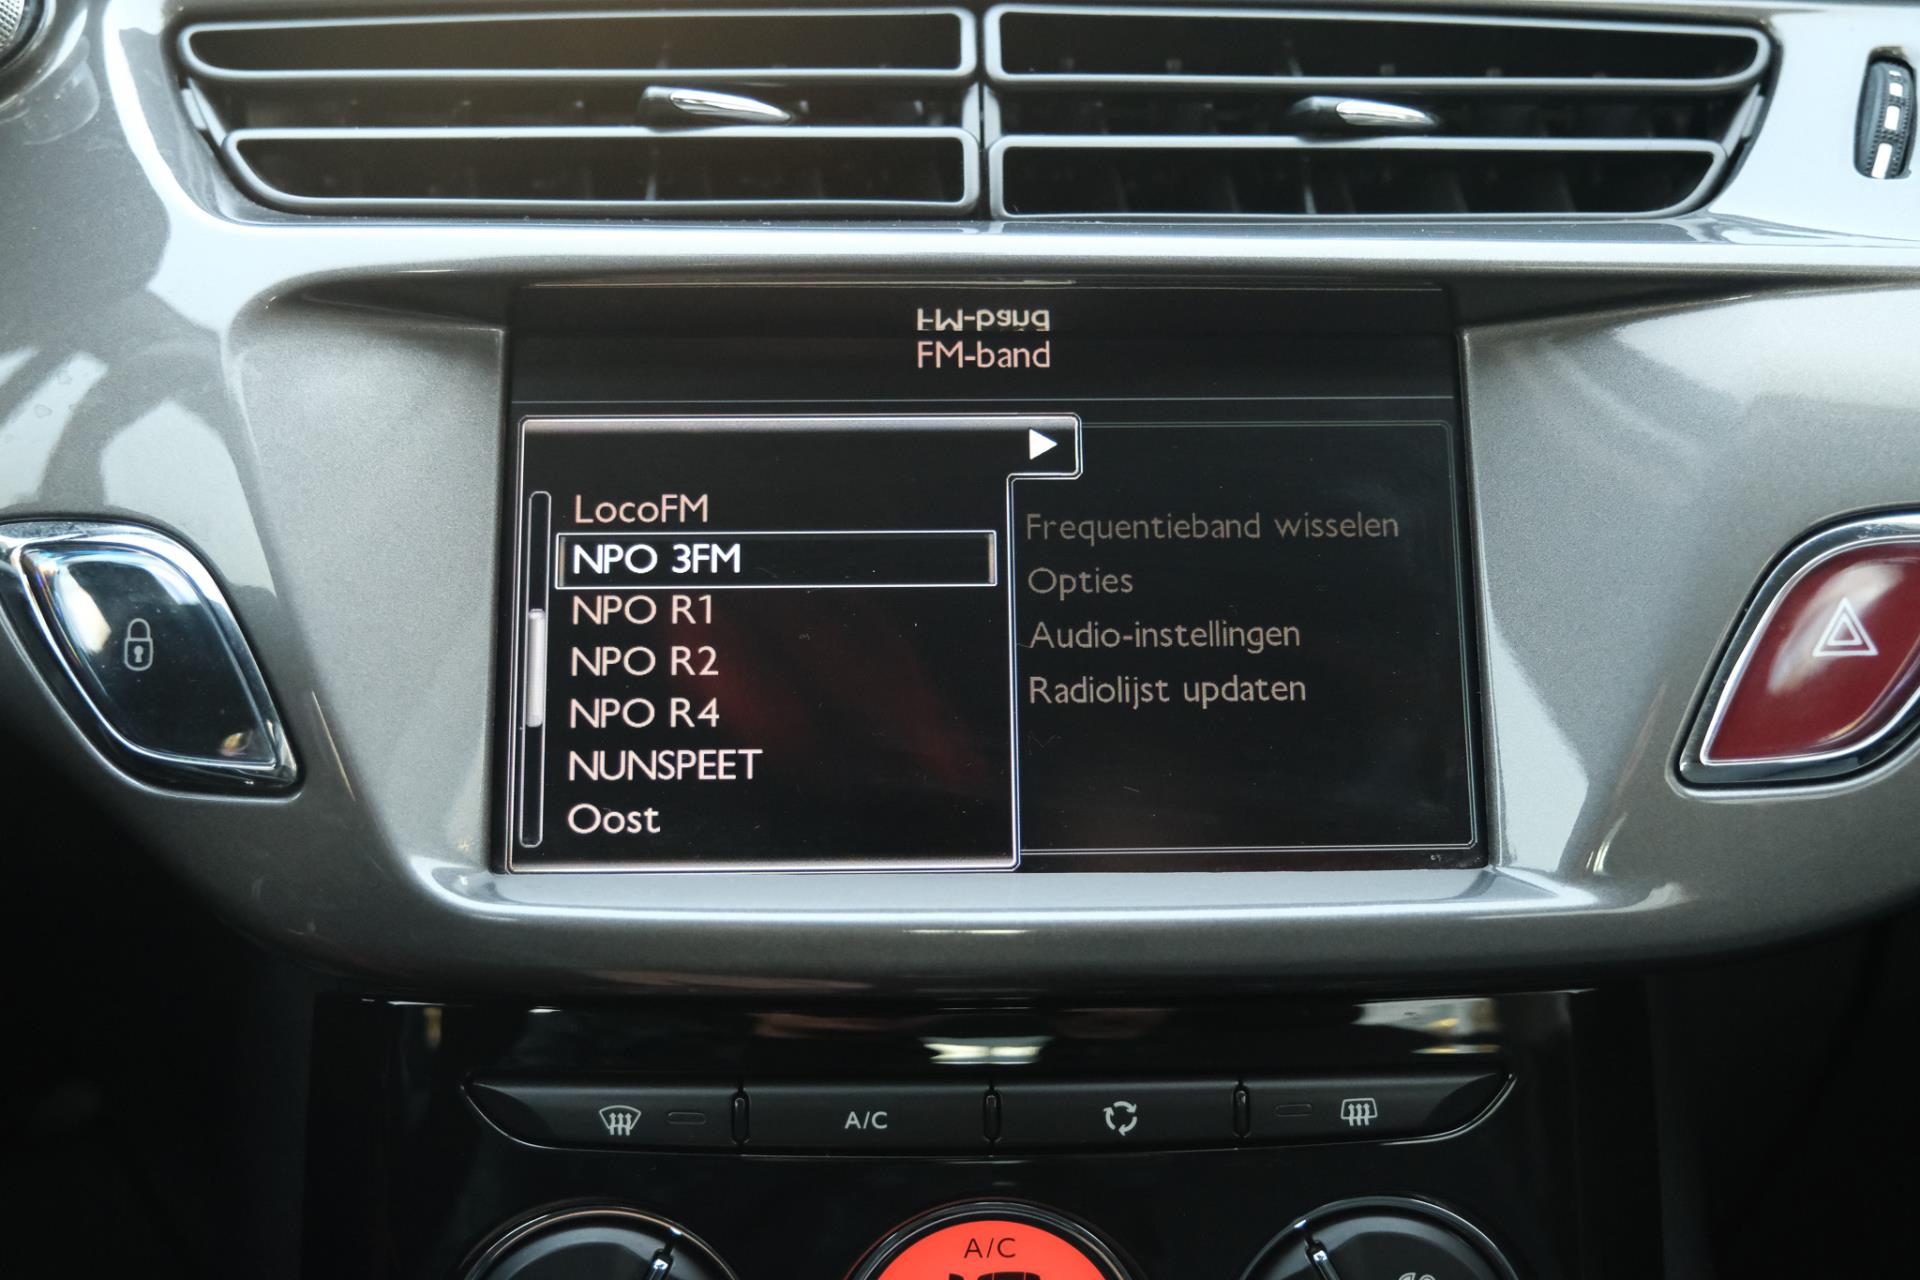 FM-band
FM-band
LocoFM
NPO 3FM
NPO R1
NPO R2
NPO R4
NUNSPEET
Oost
Frequentieband wisselen
Opties
Audio-instellingen
Radiolijst updaten
A/C
A/C